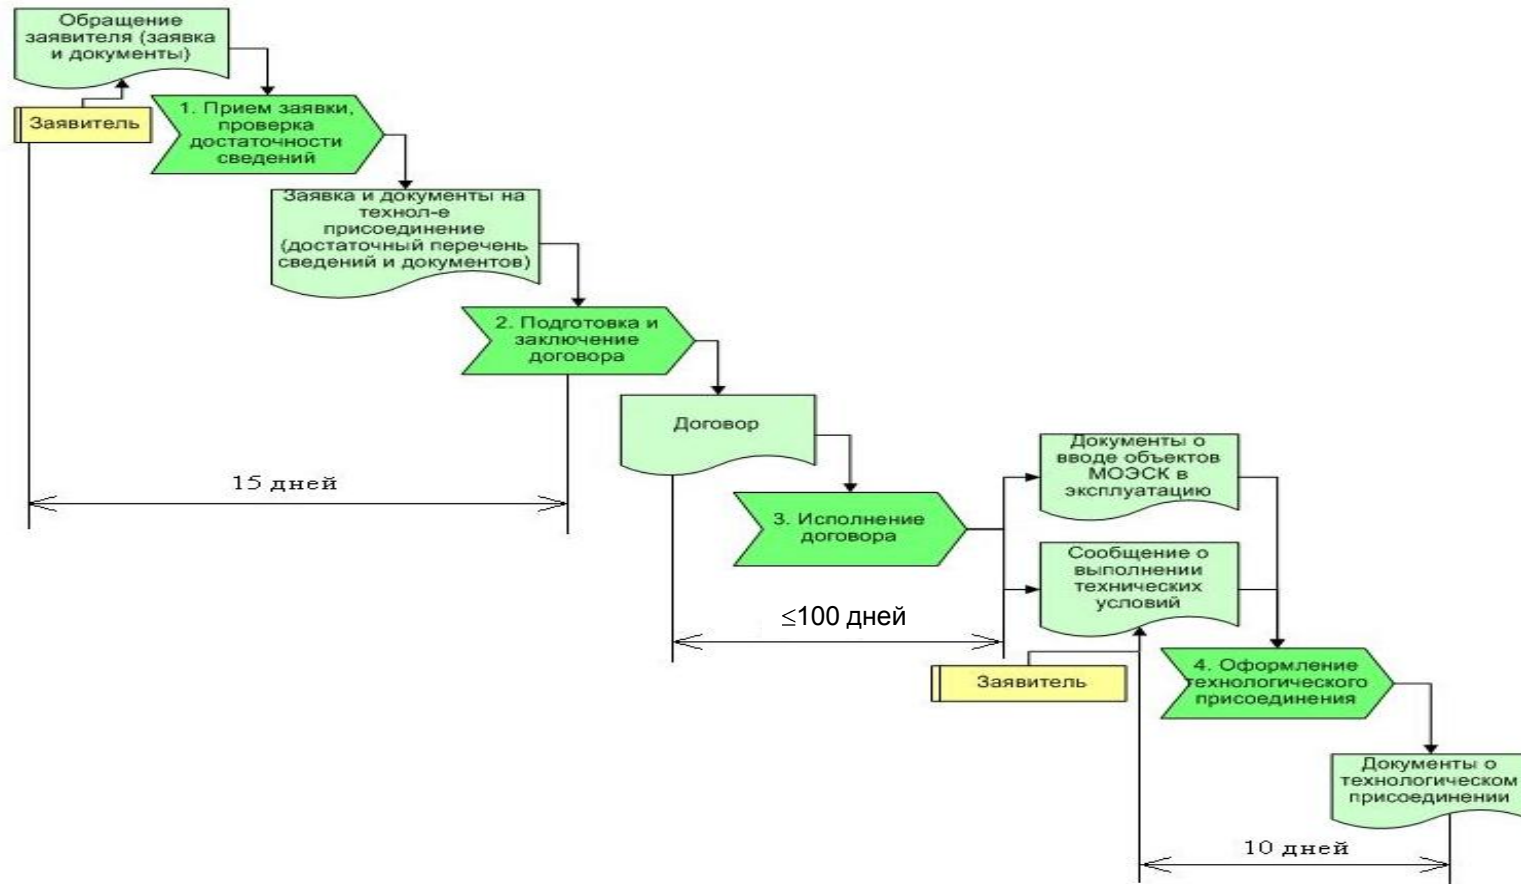 Обращение
заявителя (заявка
и документы)
Заявитель
1. Прием заявки,
проверка
достаточности
сведений
Заявка и документы на
технол-е
присоединение
(достаточный перечень
сведений и документов)
2. Подготовка и
заключение
договора
15 дней
Договор
3. Исполнение
договора
Документы о
вводе объектов
МОЭСК в
эксплуатацию
Сообщение о
выполнении
технических
условий
≤100 дней
Заявитель
4. Оформление
технологического
присоединения
Документы о
технологическом
присоединении
10 дней